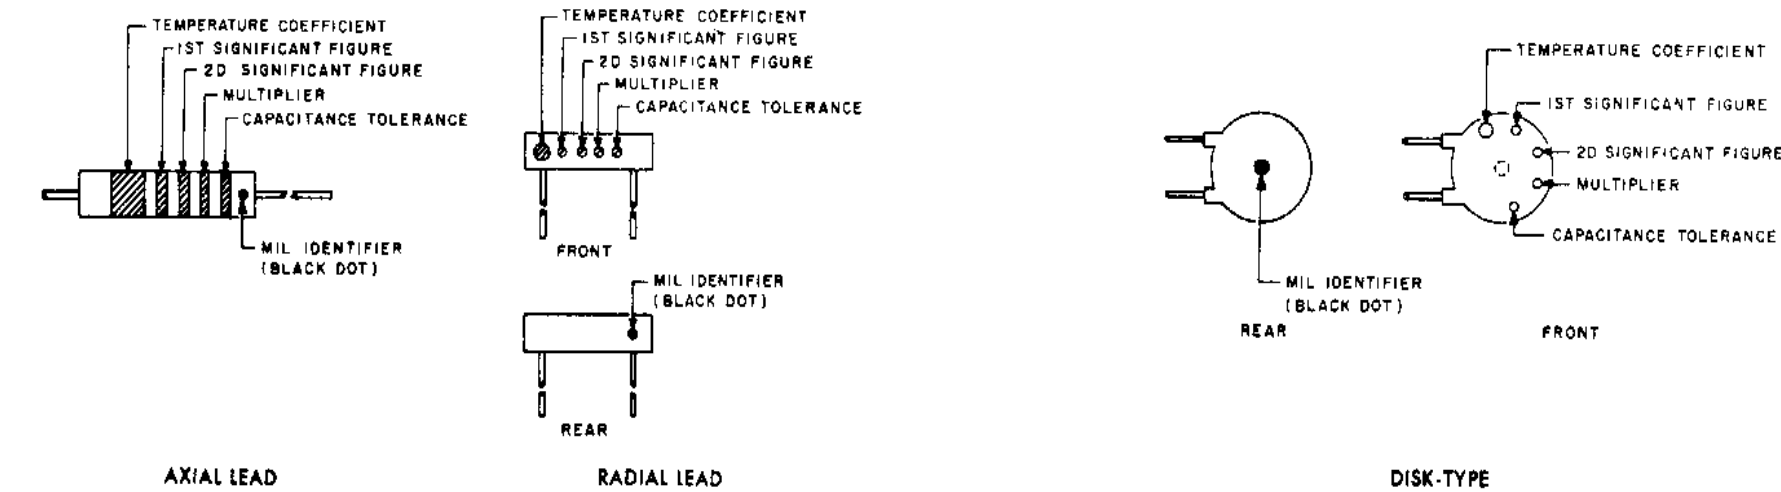 TEMPERATURE COEFFICIENT
1ST SIGNIFICANT FIGURE
2D SIGNIFICANT FIGURE
MULTIPLIER
CAPACITANCE TOLERANCE
MIL IDENTIFIER
(BLACK DOT)
AXIAL LEAD
TEMPERATURE COEFFICIENT
1ST SIGNIFICANT FIGURE
2D SIGNIFICANT FIGURE
MULTIPLIER
CAPACITANCE TOLERANCE
FRONT
MIL IDENTIFIER
(BLACK DOT)
REAR
RADIAL LEAD
MIL IDENTIFIER
(BLACK DOT)
REAR
TEMPERATURE COEFFICIENT
1ST SIGNIFICANT FIGURE
2D SIGNIFICANT FIGURE
MULTIPLIER
CAPACITANCE TOLERANCE
FRONT
DISK-TYPE